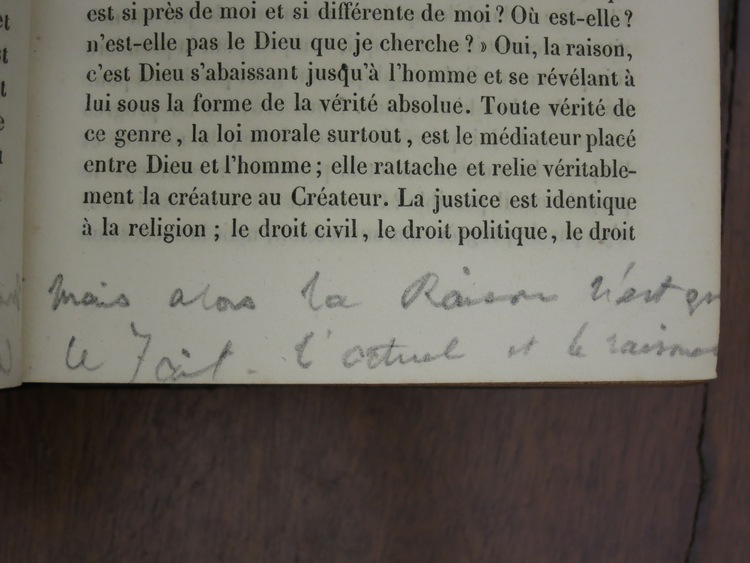 est si près de moi et si différente de moi ? Où est-elle ?
n'est-elle pas le Dieu que je cherche ? » Oui, la raison,
c'est Dieu s'abaissant jusqu'à l'homme et se révélant à
lui sous la forme de la vérité absolue. Toute vérité de
ce genre, la loi morale surtout, est le médiateur placé
entre Dieu et l'homme ; elle rattache et relie véritable-
ment la créature au Créateur. La justice est identique
à la religion ; le droit civil, le droit politique, le droit
Mais alors la Raison n'est qu
le Fait. L'actuel et le raisonna